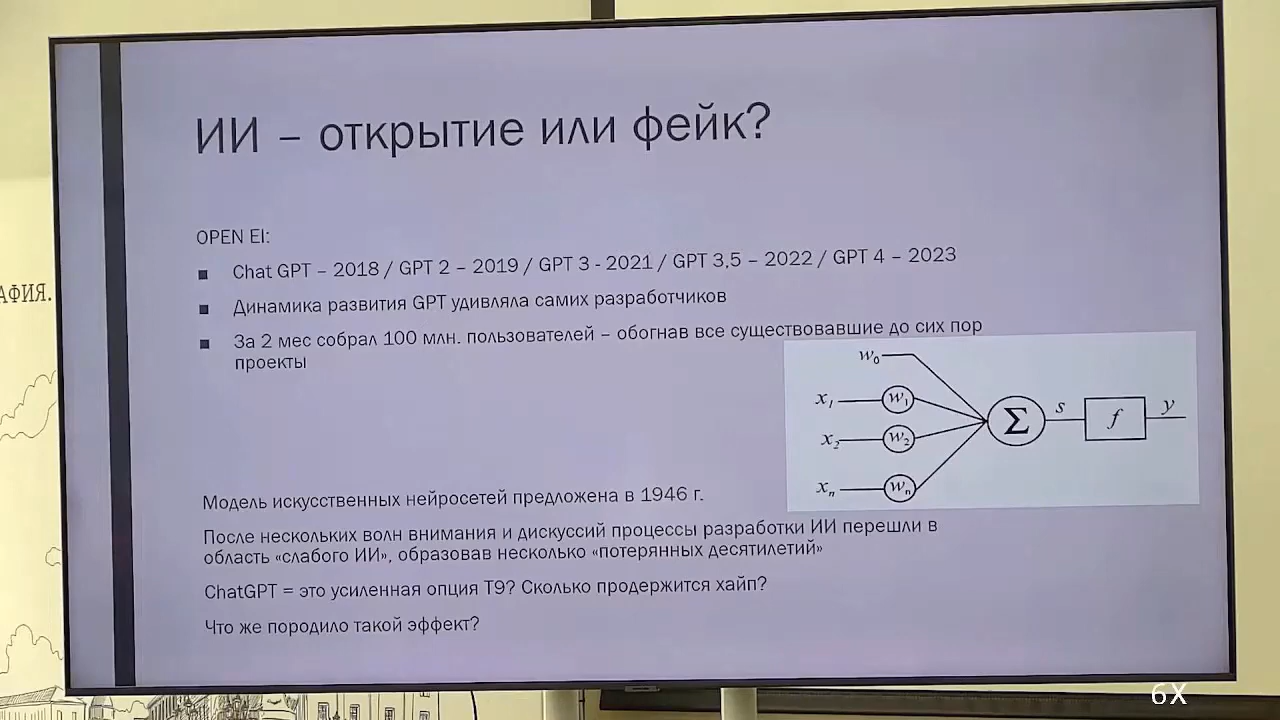 ИИ – открытие или фейк?
OPEN EI:
Chat GPT – 2018 / GPT 2 – 2019 / GPT 3 - 2021 / GPT 3,5 – 2022 / GPT 4 – 2023
Динамика развития GPT удивляла самих разработчиков
За 2 мес собрал 100 млн. пользователей – обогнав все существовавшие до сих пор
проекты
w₀
x₁ w₁
x₂ w₂
xₙ wₙ
Σ s f y
АФИЯ.
Модель искусственных нейросетей предложена в 1946 г.
После нескольких волн внимания и дискуссий процессы разработки ИИ перешли в
область «слабого ИИ», образовав несколько «потерянных десятилетий»
ChatGPT = это усиленная опция Т9? Сколько продержится хайп?
Что же породило такой эффект?
6X